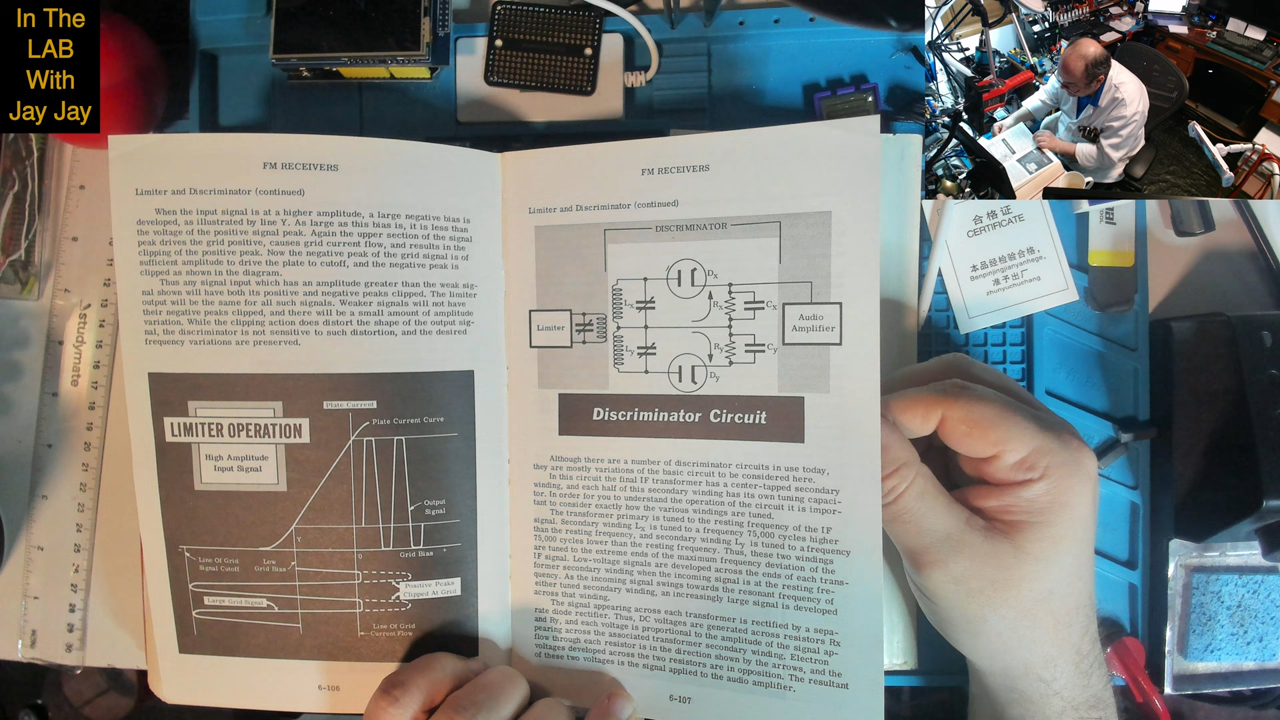 In The
LAB
With
Jay Jay
FM RECEIVERS
Limiter and Discriminator (continued)
When the input signal is at a higher amplitude, a large negative bias is
developed, as illustrated by line Y. As large as this bias is, it is less than
the voltage of the positive signal peak. Again the upper section of the signal
peak drives the grid positive, causes grid current flow, and results in the
clipping of the positive peak. Now the negative peak of the grid signal is of
sufficient amplitude to drive the plate to cutoff, and the negative peak is
clipped as shown in the diagram.
Thus any signal input which has an amplitude greater than the weak sig-
nal shown will have both its positive and negative peaks clipped. The limiter
output will be the same for all such signals. Weaker signals will not have
their negative peaks clipped, and there will be a small amount of amplitude
variation. While the clipping action does distort the shape of the output sig-
nal, the discriminator is not sensitive to such distortion, and the desired
frequency variations are preserved.
LIMITER OPERATION
High Amplitude
Input Signal
Plate Current
Plate Current Curve
Output
Signal
Y
0
Grid Bias
+
Line Of Grid
Signal Cutoff
Low
Grid Bias
Positive Peaks
Clipped At Grid
Large Grid Signal
Line Of Grid
Current Flow
6-106
FM RECEIVERS
Limiter and Discriminator (continued)
DISCRIMINATOR
Limiter
Lx
Ly
Dx
Rx
Cx
Ry
Cy
Dy
Audio
Amplifier
Discriminator Circuit
Although there are a number of discriminator circuits in use today,
they are mostly variations of the basic circuit to be considered here.
In this circuit the final IF transformer has a center-tapped secondary
winding, and each half of this secondary winding has its own tuning capaci-
tor. In order for you to understand the operation of the circuit it is impor-
tant to consider exactly how the various windings are tuned.
The transformer primary is tuned to the resting frequency of the IF
signal. Secondary winding Lx is tuned to a frequency 75,000 cycles higher
than the resting frequency, and secondary winding Ly is tuned to a frequency
75,000 cycles lower than the resting frequency. Thus, these two windings
are tuned to the extreme ends of the maximum frequency deviation of the
IF signal. Low-voltage signals are developed across the ends of each trans-
former secondary winding when the incoming signal is at the resting fre-
quency. As the incoming signal swings towards the resonant frequency of
either tuned secondary winding, an increasingly large signal is developed
across that winding.
The signal appearing across each transformer is rectified by a sepa-
rate diode rectifier. Thus, DC voltages are generated across resistors Rx
and Ry, and each voltage is proportional to the amplitude of the signal ap-
pearing across the associated transformer secondary winding. Electron
flow through each resistor is in the direction shown by the arrows, and the
voltages developed across the two resistors are in opposition. The resultant
of these two voltages is the signal applied to the audio amplifier.
6-107
合格证
CERTIFICATE
本品经检验合格，
Benpinjingjianyanhege,
准予出厂
zhunyuchuchang
Studymate